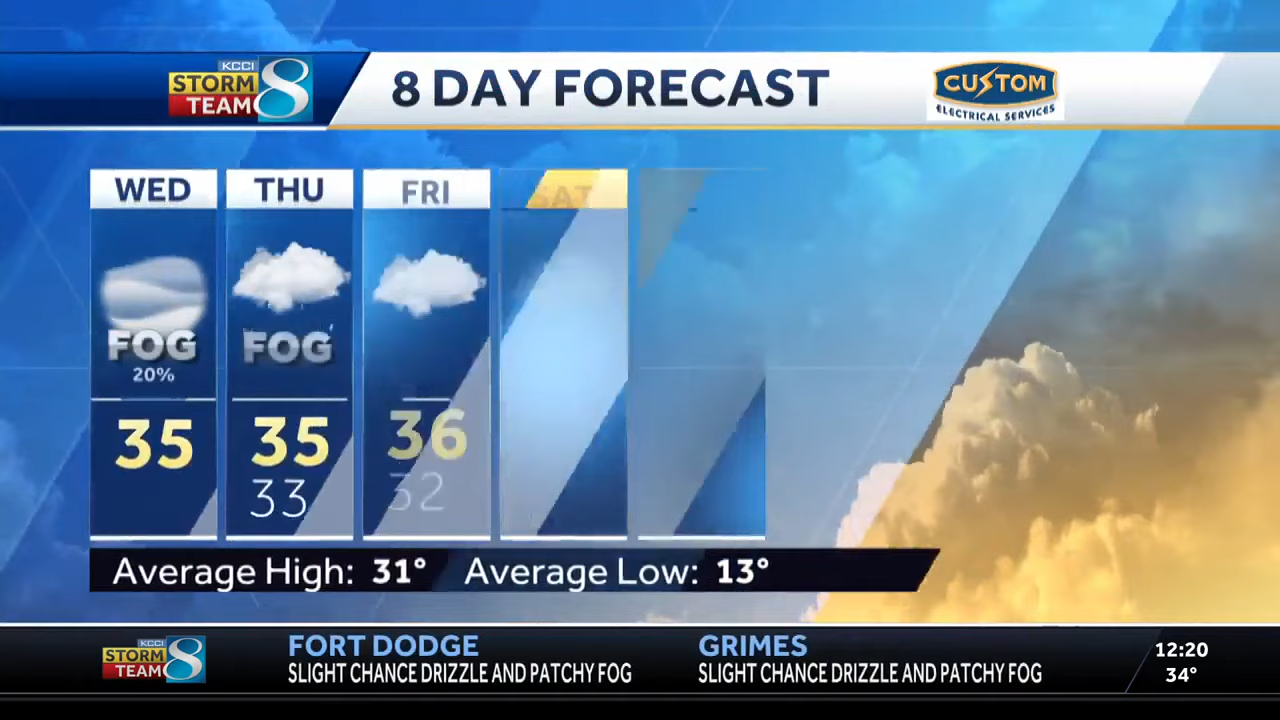 KCCI
STORM
TEAM 8
8 DAY FORECAST
CUSTOM
ELECTRICAL SERVICES
WED
THU
FRI
SAT
FOG
FOG
20%
35
35
36
33
32
Average High: 31° Average Low: 13°
KCCI
STORM
TEAM 8
FORT DODGE
SLIGHT CHANCE DRIZZLE AND PATCHY FOG
GRIMES
SLIGHT CHANCE DRIZZLE AND PATCHY FOG
12:20
34°